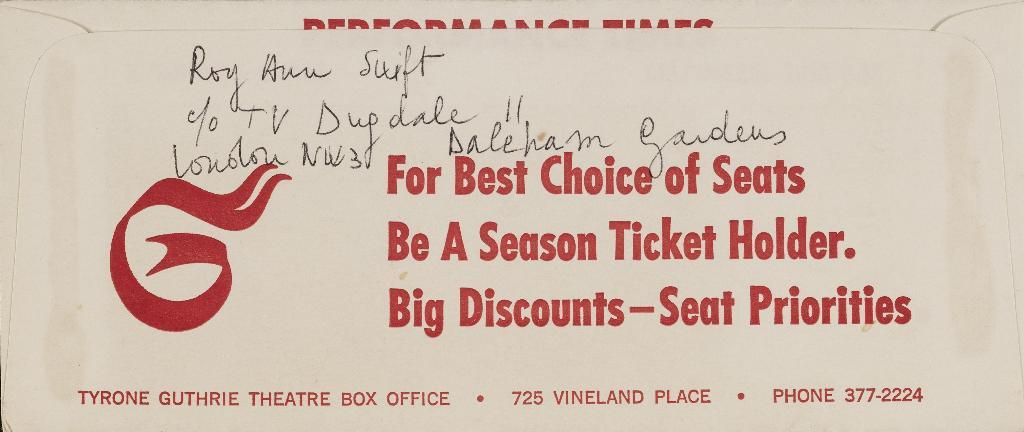 PERFORMANCE TIMES
Roy Ann Swift
c/o TV Dugdale 11
Daleham Gardens
London NW3
For Best Choice of Seats
Be A Season Ticket Holder.
Big Discounts—Seat Priorities
TYRONE GUTHRIE THEATRE BOX OFFICE • 725 VINELAND PLACE • PHONE 377-2224